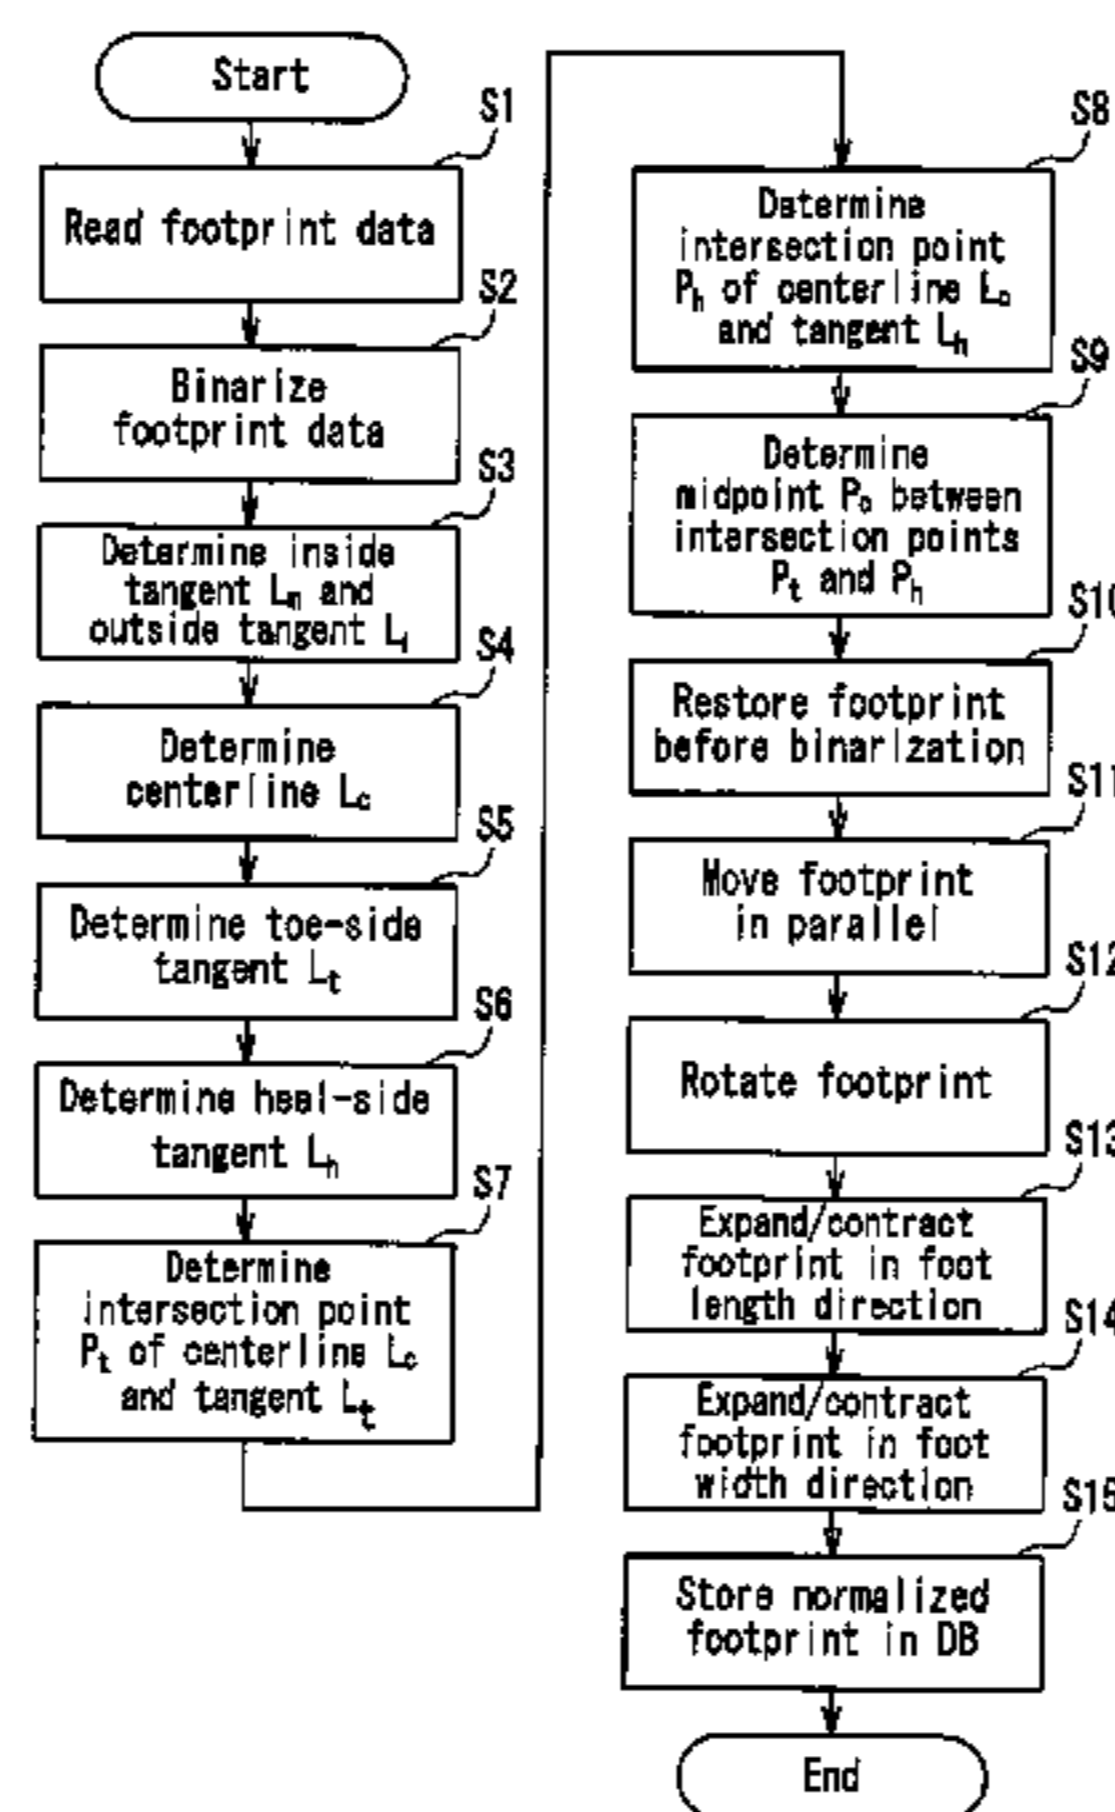 Start
S1
Read footprint data
S2
Binarize
footprint data
S3
Determine inside
tangent Lm and
outside tangent Ll
S4
Determine
centerline Lc
S5
Determine toe-side
tangent Lt
S6
Determine heel-side
tangent Lh
S7
Determine
intersection point
Pt of centerline Lc
and tangent Lt
S8
Determine
intersection point
Ph of centerline Lc
and tangent Lh
S9
Determine
midpoint Pc between
intersection points
Pt and Ph
S10
Restore footprint
before binarization
S11
Move footprint
in parallel
S12
Rotate footprint
S13
Expand/contract
footprint in foot
length direction
S14
Expand/contract
footprint in foot
width direction
S15
Store normalized
footprint in DB
End